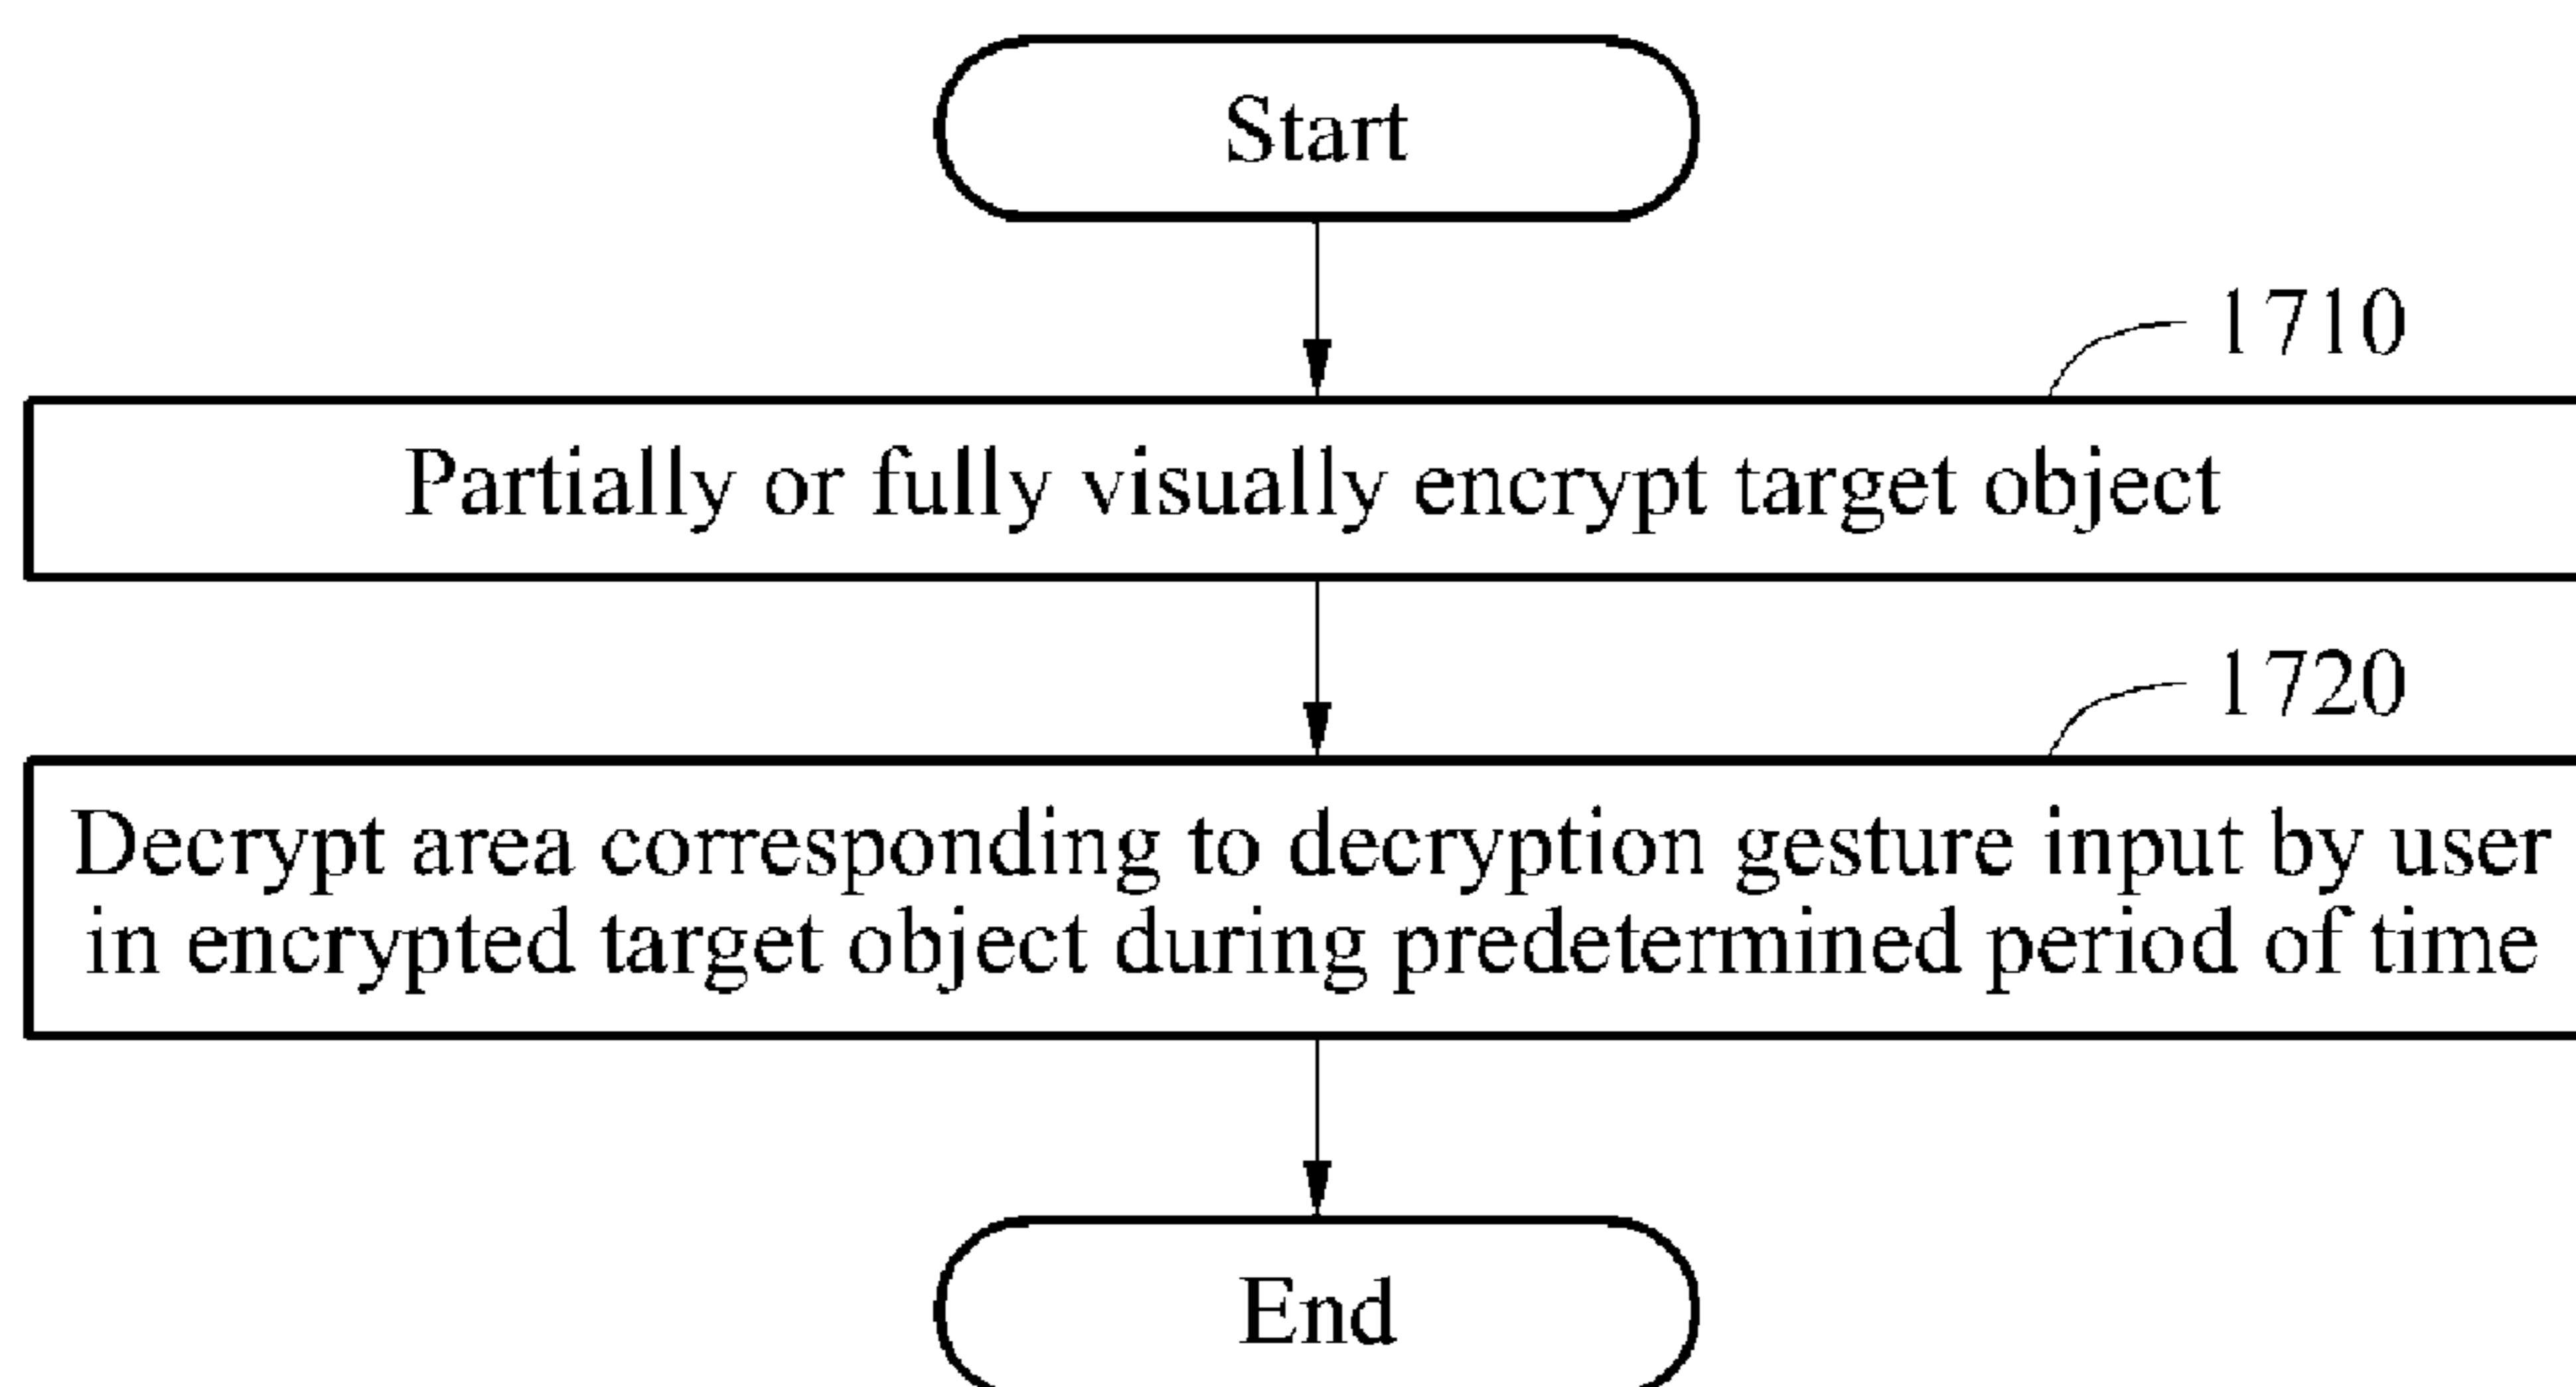 Start
1710
Partially or fully visually encrypt target object
1720
Decrypt area corresponding to decryption gesture input by user
in encrypted target object during predetermined period of time
End